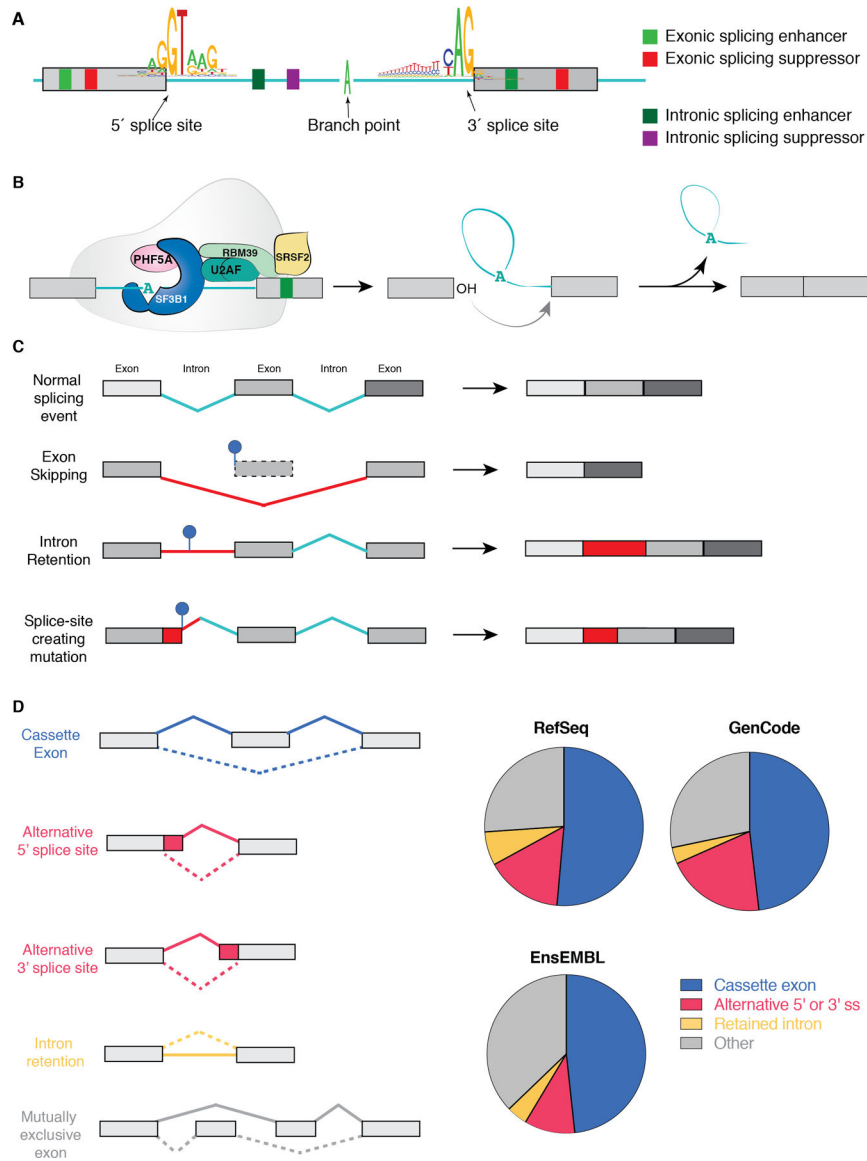 A
AGGTAAG
A
CAG
5′ splice site
Branch point
3′ splice site
Exonic splicing enhancer
Exonic splicing suppressor
Intronic splicing enhancer
Intronic splicing suppressor
B
PHF5A
RBM39
U2AF
SRSF2
A
SF3B1
OH
A
A
C
Exon
Intron
Exon
Intron
Exon
Normal
splicing
event
Exon
Skipping
Intron
Retention
Splice-site
creating
mutation
D
Cassette
Exon
Alternative
5' splice site
Alternative
3' splice site
Intron
retention
Mutually
exclusive
exon
RefSeq
GenCode
EnsEMBL
Cassette exon
Alternative 5' or 3' ss
Retained intron
Other